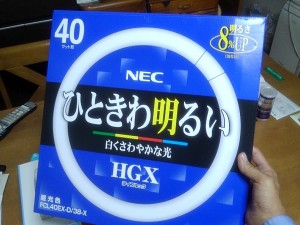 40
ワット形
明るさ
8%UP
NEC
ひときわ明るい
白くさわやかな光
HGX
昼光色
FCL40EX-D/38-X